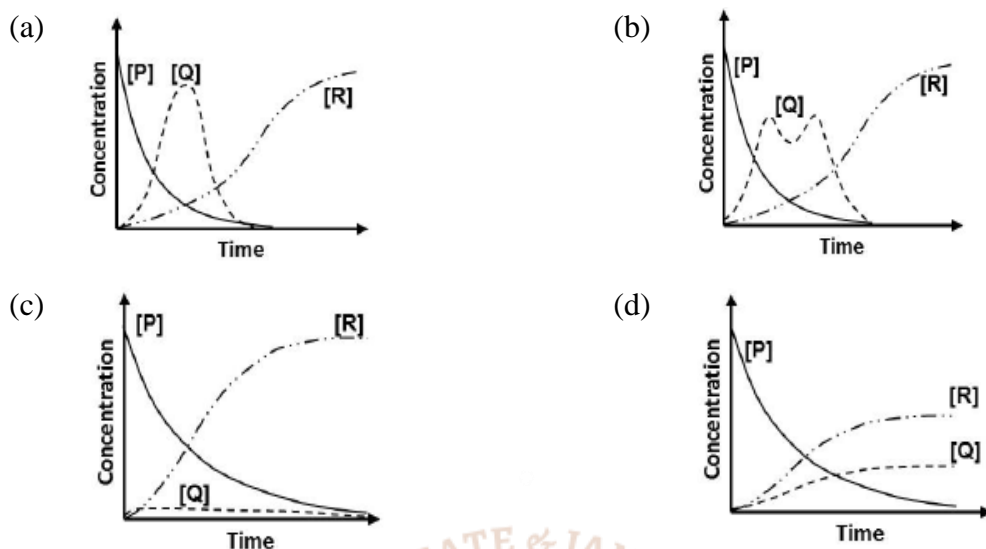 (a)
[P]
[Q]
[R]
Concentration
Time
(b)
[P]
[Q]
[R]
Concentration
Time
(c)
[P]
[R]
[Q]
Concentration
Time
(d)
[P]
[R]
[Q]
Concentration
Time